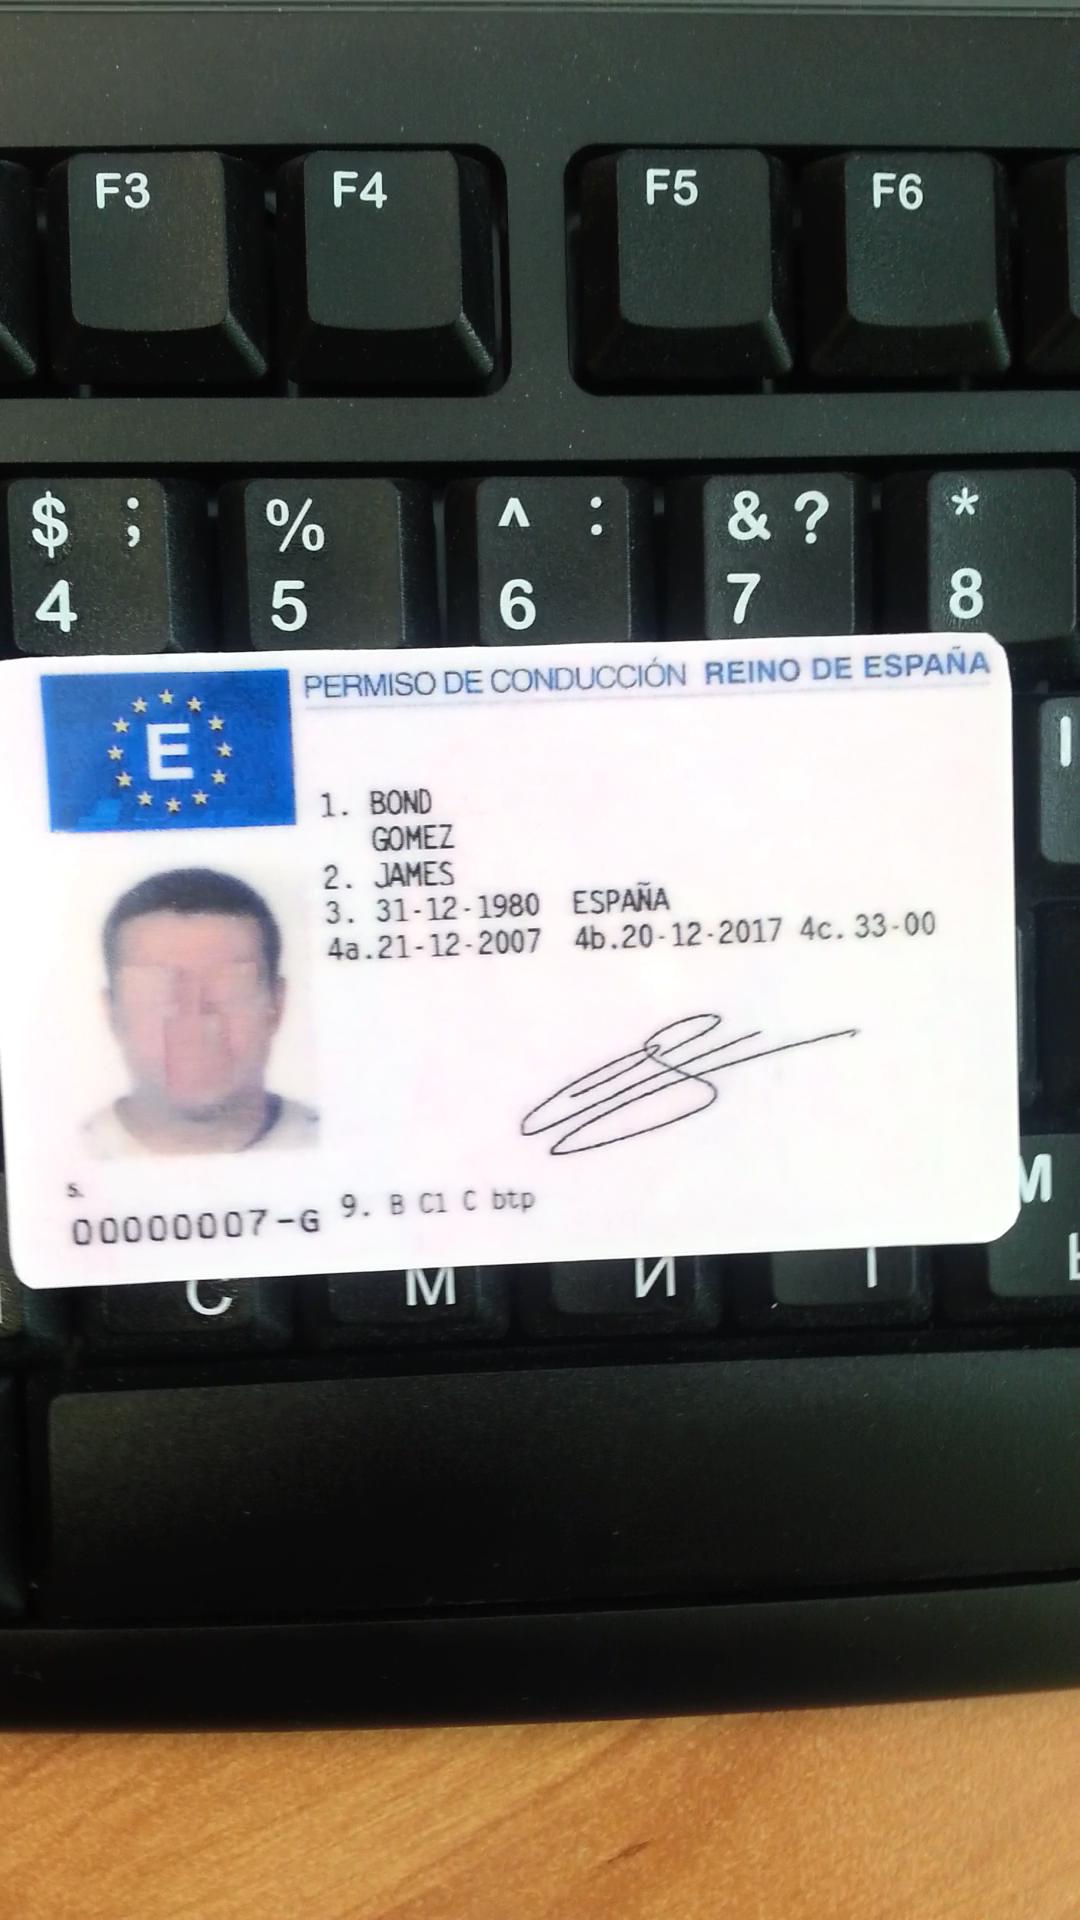 F3 F4 F5 F6
$ ; % ^ : & ? *
4 5 6 7 8
PERMISO DE CONDUCCIÓN REINO DE ESPAÑA
E
1. BOND
GOMEZ
2. JAMES
3. 31-12-1980 ESPAÑA
4a.21-12-2007 4b.20-12-2017 4c.33-00
5.
00000007-G 9. B C1 C btp
M
С М И І